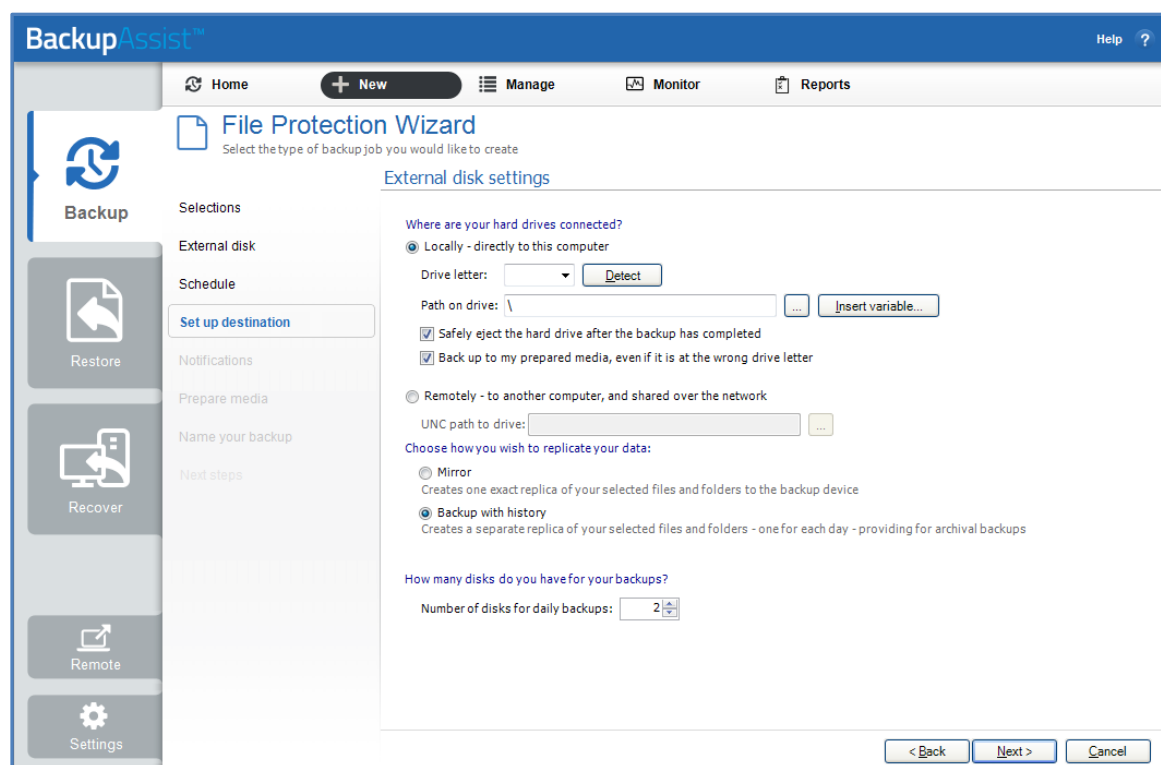 BackupAssist™
Help ?
Home
New
Manage
Monitor
Reports
File Protection Wizard
Select the type of backup job you would like to create
External disk settings
Backup
Restore
Recover
Remote
Settings
Selections
External disk
Schedule
Set up destination
Notifications
Prepare media
Name your backup
Next steps
Where are your hard drives connected?
Locally - directly to this computer
Drive letter: Detect
Path on drive: \ ... Insert variable...
Safely eject the hard drive after the backup has completed
Back up to my prepared media, even if it is at the wrong drive letter
Remotely - to another computer, and shared over the network
UNC path to drive: ...
Choose how you wish to replicate your data:
Mirror
Creates one exact replica of your selected files and folders to the backup device
Backup with history
Creates a separate replica of your selected files and folders - one for each day - providing for archival backups
How many disks do you have for your backups?
Number of disks for daily backups: 2
< Back Next > Cancel